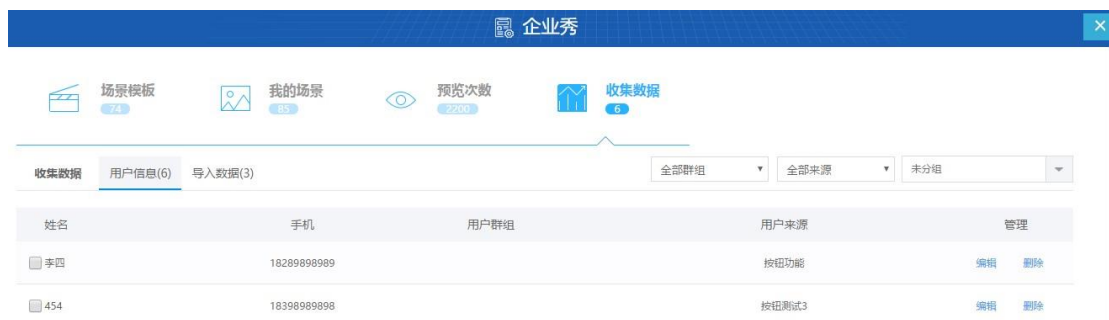 企业秀
×
场景模板 我的场景 预览次数 收集数据
74 85 2200 6
收集数据 用户信息(6) 导入数据(3) 全部群组 全部来源 未分组
姓名 手机 用户群组 用户来源 管理
李四 18289898989 按钮功能 编辑 删除
454 18398989898 按钮测试3 编辑 删除